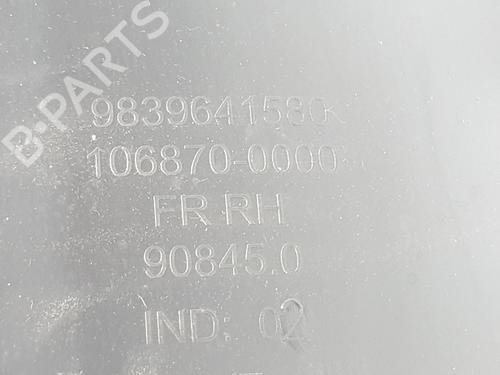 B-PARTS
9839641580
106870-0000
FR RH
90845.0
IND: 02